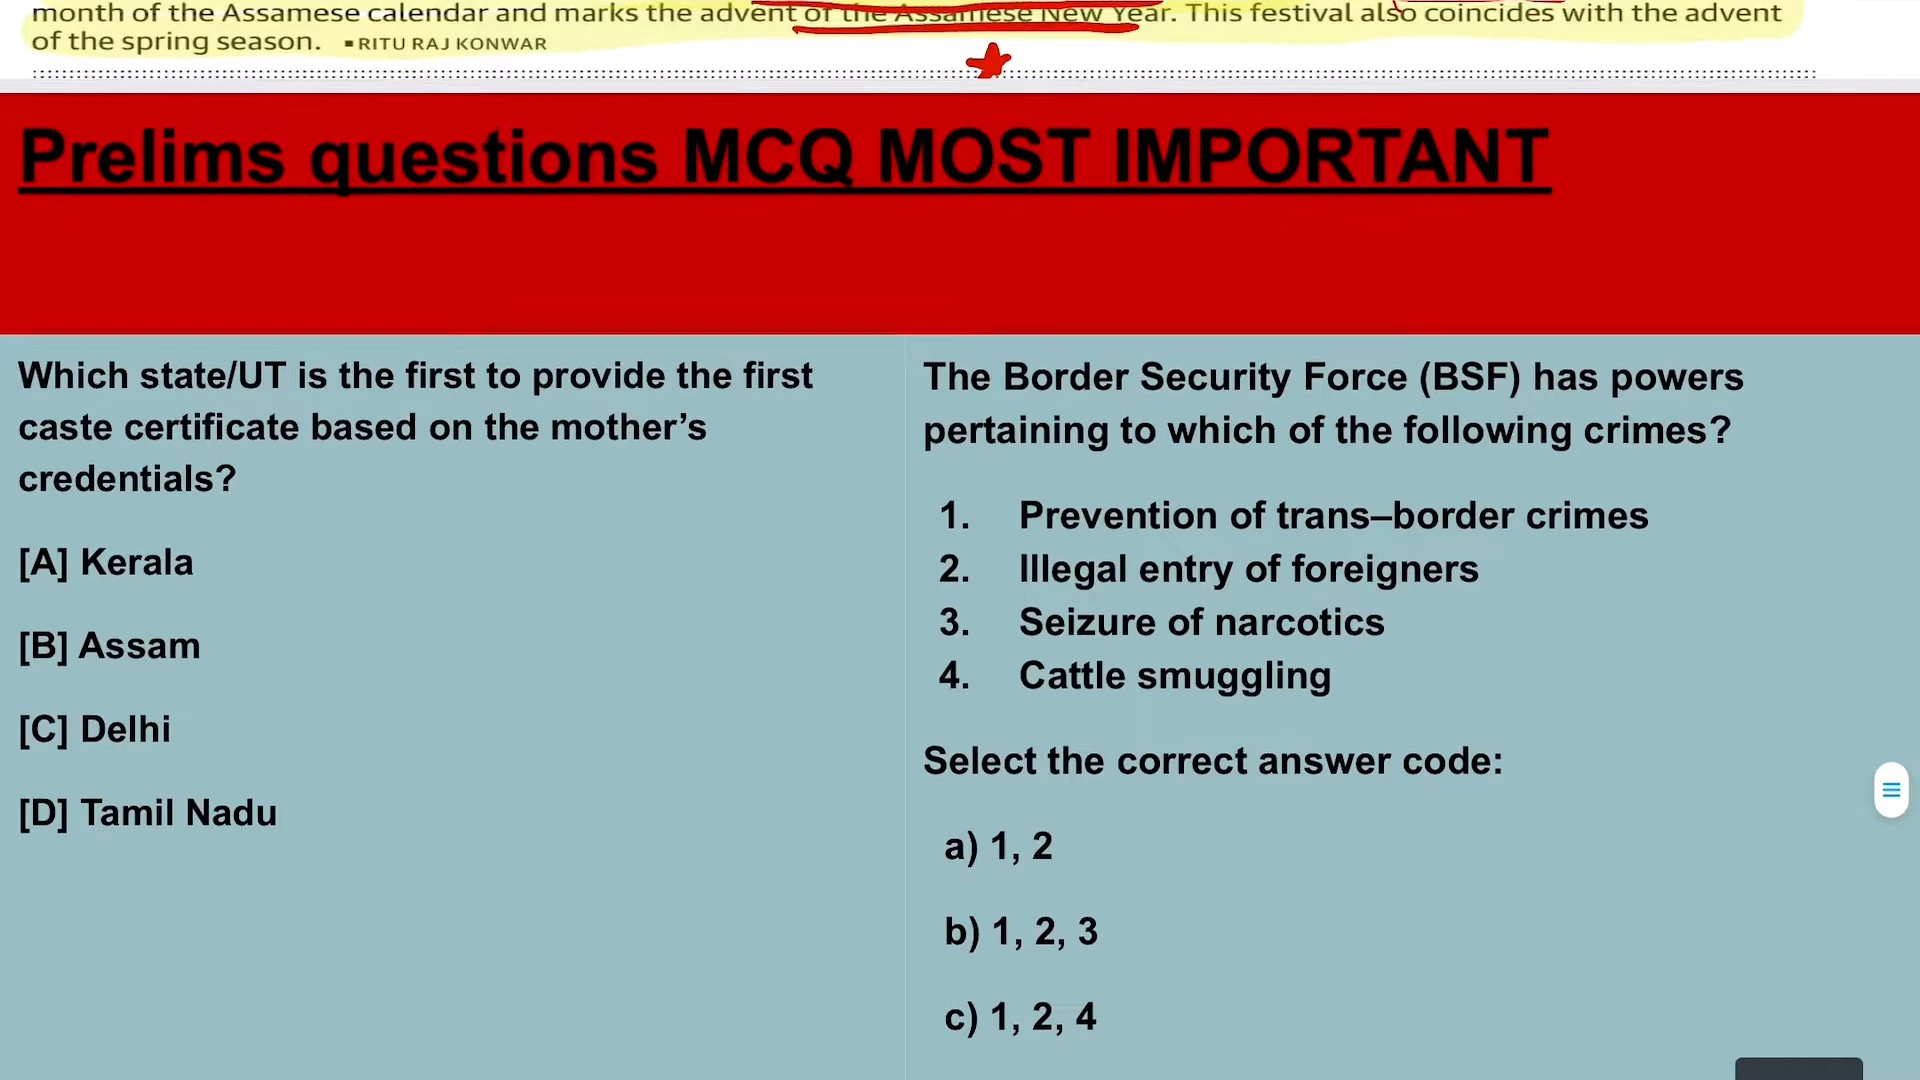 month of the Assamese calendar and marks the advent of the Assamese New Year. This festival also coincides with the advent
of the spring season. ▪RITU RAJ KONWAR
Prelims questions MCQ MOST IMPORTANT
Which state/UT is the first to provide the first
caste certificate based on the mother’s
credentials?
[A] Kerala
[B] Assam
[C] Delhi
[D] Tamil Nadu
The Border Security Force (BSF) has powers
pertaining to which of the following crimes?
1. Prevention of trans–border crimes
2. Illegal entry of foreigners
3. Seizure of narcotics
4. Cattle smuggling
Select the correct answer code:
a) 1, 2
b) 1, 2, 3
c) 1, 2, 4